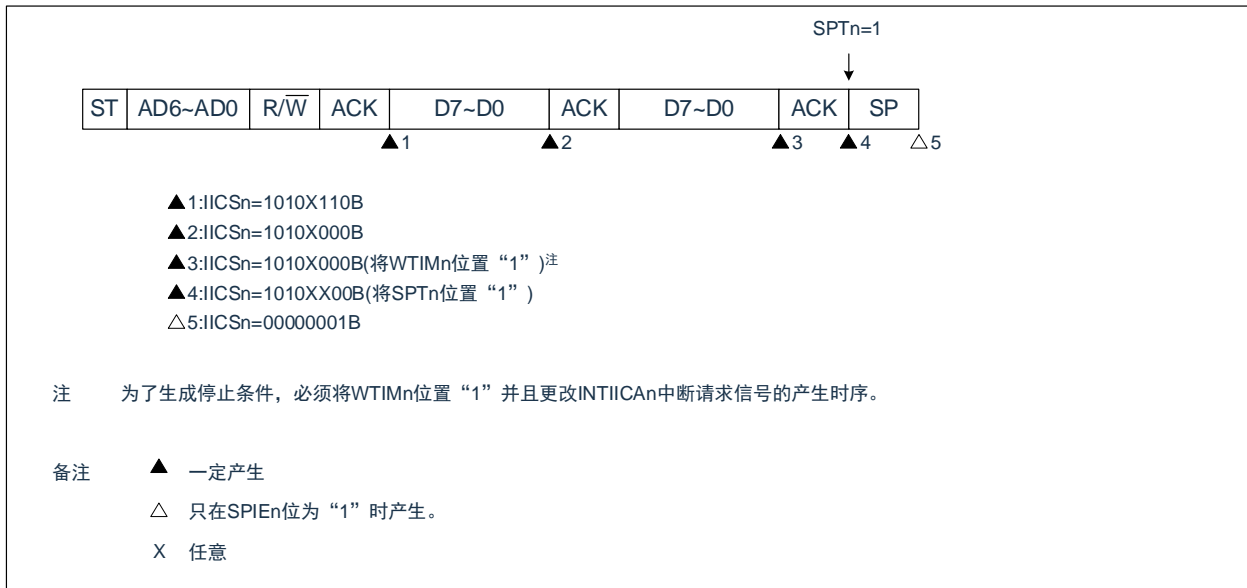 SPTn=1
ST AD6~AD0 R/W̅ ACK D7~D0 ACK D7~D0 ACK SP
▲1 ▲2 ▲3 ▲4 △5
▲1:IICSn=1010X110B
▲2:IICSn=1010X000B
▲3:IICSn=1010X000B(将WTIMn位置“1”)注
▲4:IICSn=1010XX00B(将SPTn位置“1”)
△5:IICSn=00000001B
注 为了生成停止条件，必须将WTIMn位置“1”并且更改INTIICAn中断请求信号的产生时序。
备注 ▲ 一定产生
△ 只在SPIEn位为“1”时产生。
X 任意